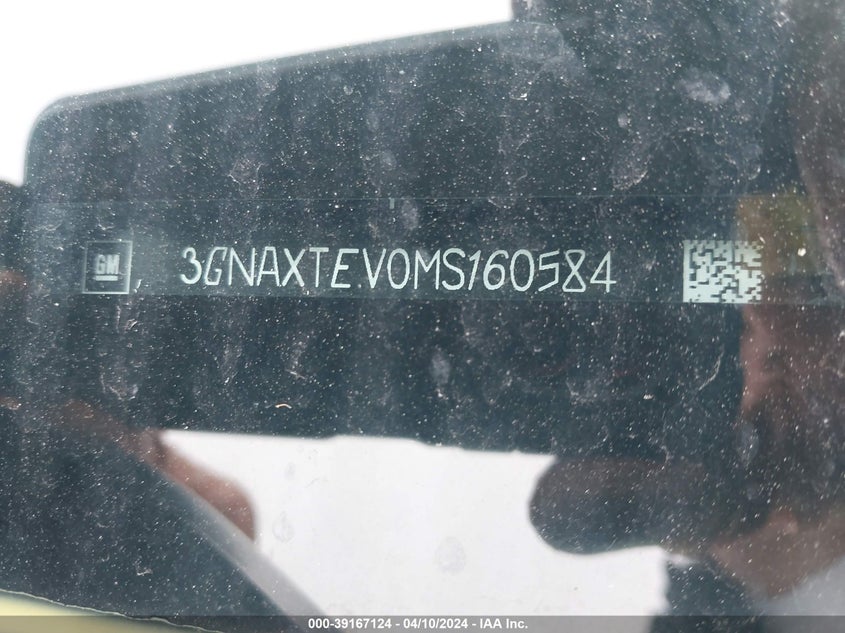 GM 3GNAXTEV0MS160584
000-39167124 - 04/10/2024 - IAA Inc.